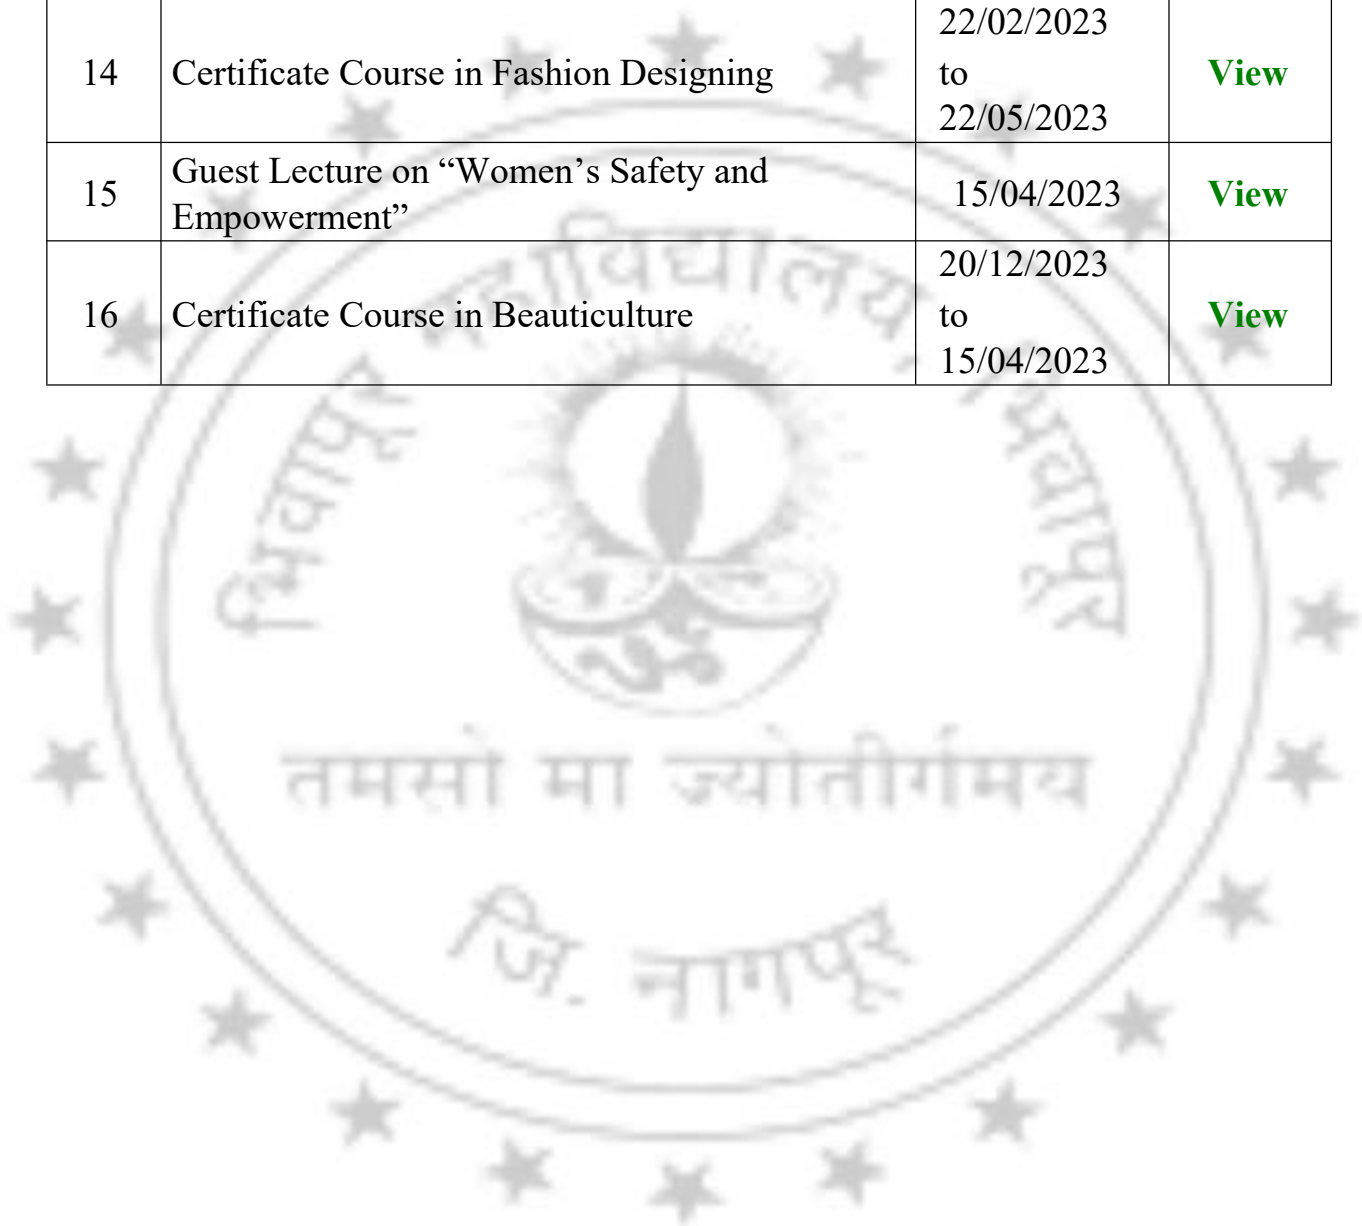 14 Certificate Course in Fashion Designing 22/02/2023
to
22/05/2023 View
15 Guest Lecture on “Women’s Safety and
Empowerment” 15/04/2023 View
16 Certificate Course in Beauticulture 20/12/2023
to
15/04/2023 View
भिवापूर महाविद्यालय, भिवापूर
तमसो मा ज्योतीर्गमय
जि. नागपूर